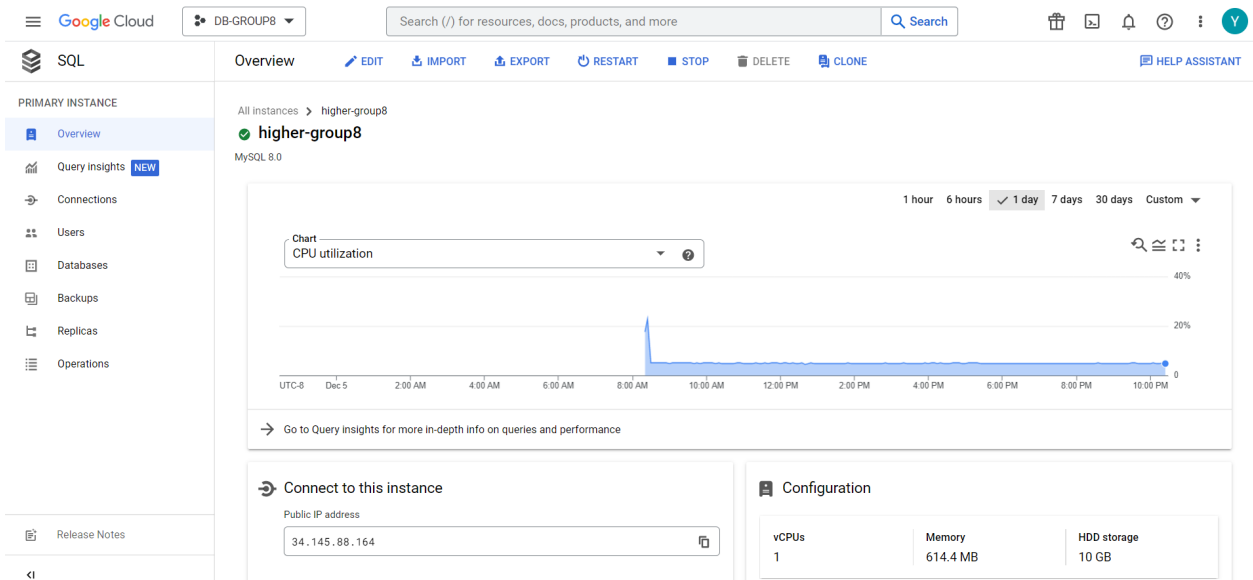 Google Cloud
DB-GROUP8
Search (/) for resources, docs, products, and more
Search
Y
SQL
Overview
EDIT
IMPORT
EXPORT
RESTART
STOP
DELETE
CLONE
HELP ASSISTANT
PRIMARY INSTANCE
Overview
Query insights NEW
Connections
Users
Databases
Backups
Replicas
Operations
Release Notes
All instances
higher-group8
higher-group8
MySQL 8.0
1 hour
6 hours
1 day
7 days
30 days
Custom
Chart
CPU utilization
40%
20%
0
UTC-8
Dec 5
2:00 AM
4:00 AM
6:00 AM
8:00 AM
10:00 AM
12:00 PM
2:00 PM
4:00 PM
6:00 PM
8:00 PM
10:00 PM
Go to Query insights for more in-depth info on queries and performance
Connect to this instance
Public IP address
34.145.88.164
Configuration
vCPUs
1
Memory
614.4 MB
HDD storage
10 GB